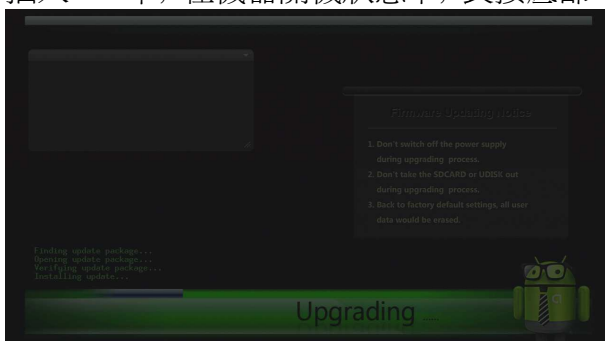 Firmware Updating notice
1. Don't switch off the power supply
during upgrading process.
2. Don't take the SDCARD or UDISK out
during upgrading process.
3. Back to factory default settings, all user
data would be erased.
Finding update package...
Opening update package...
Verifying update package...
Installing update...
Upgrading ...